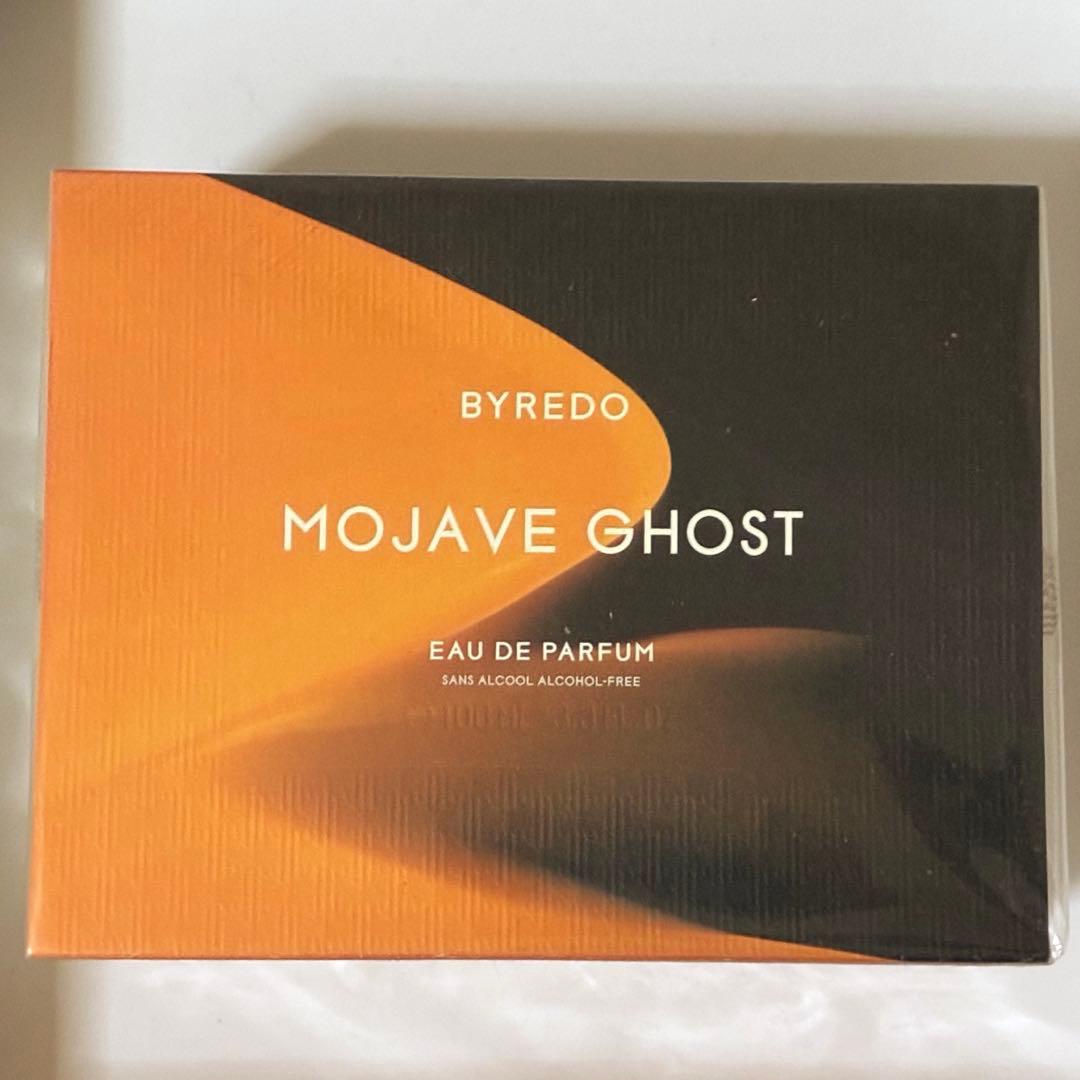 BYREDO
MOJAVE GHOST
EAU DE PARFUM
SANS ALCOOL ALCOHOL-FREE